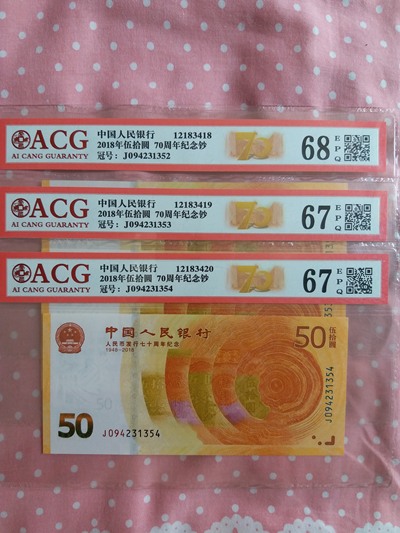 ACG
AI CANG GUARANTY
中国人民银行 12183418
2018年伍拾圆 70周年纪念钞
冠号: J094231352
70
68
EPQ
ACG
AI CANG GUARANTY
中国人民银行 12183419
2018年伍拾圆 70周年纪念钞
冠号: J094231353
70
67
EPQ
ACG
AI CANG GUARANTY
中国人民银行 12183420
2018年伍拾圆 70周年纪念钞
冠号: J094231354
70
67
EPQ
中国人民银行
人民币发行七十周年纪念
1948-2018
50 伍拾圆
50
J094231354
J094231354